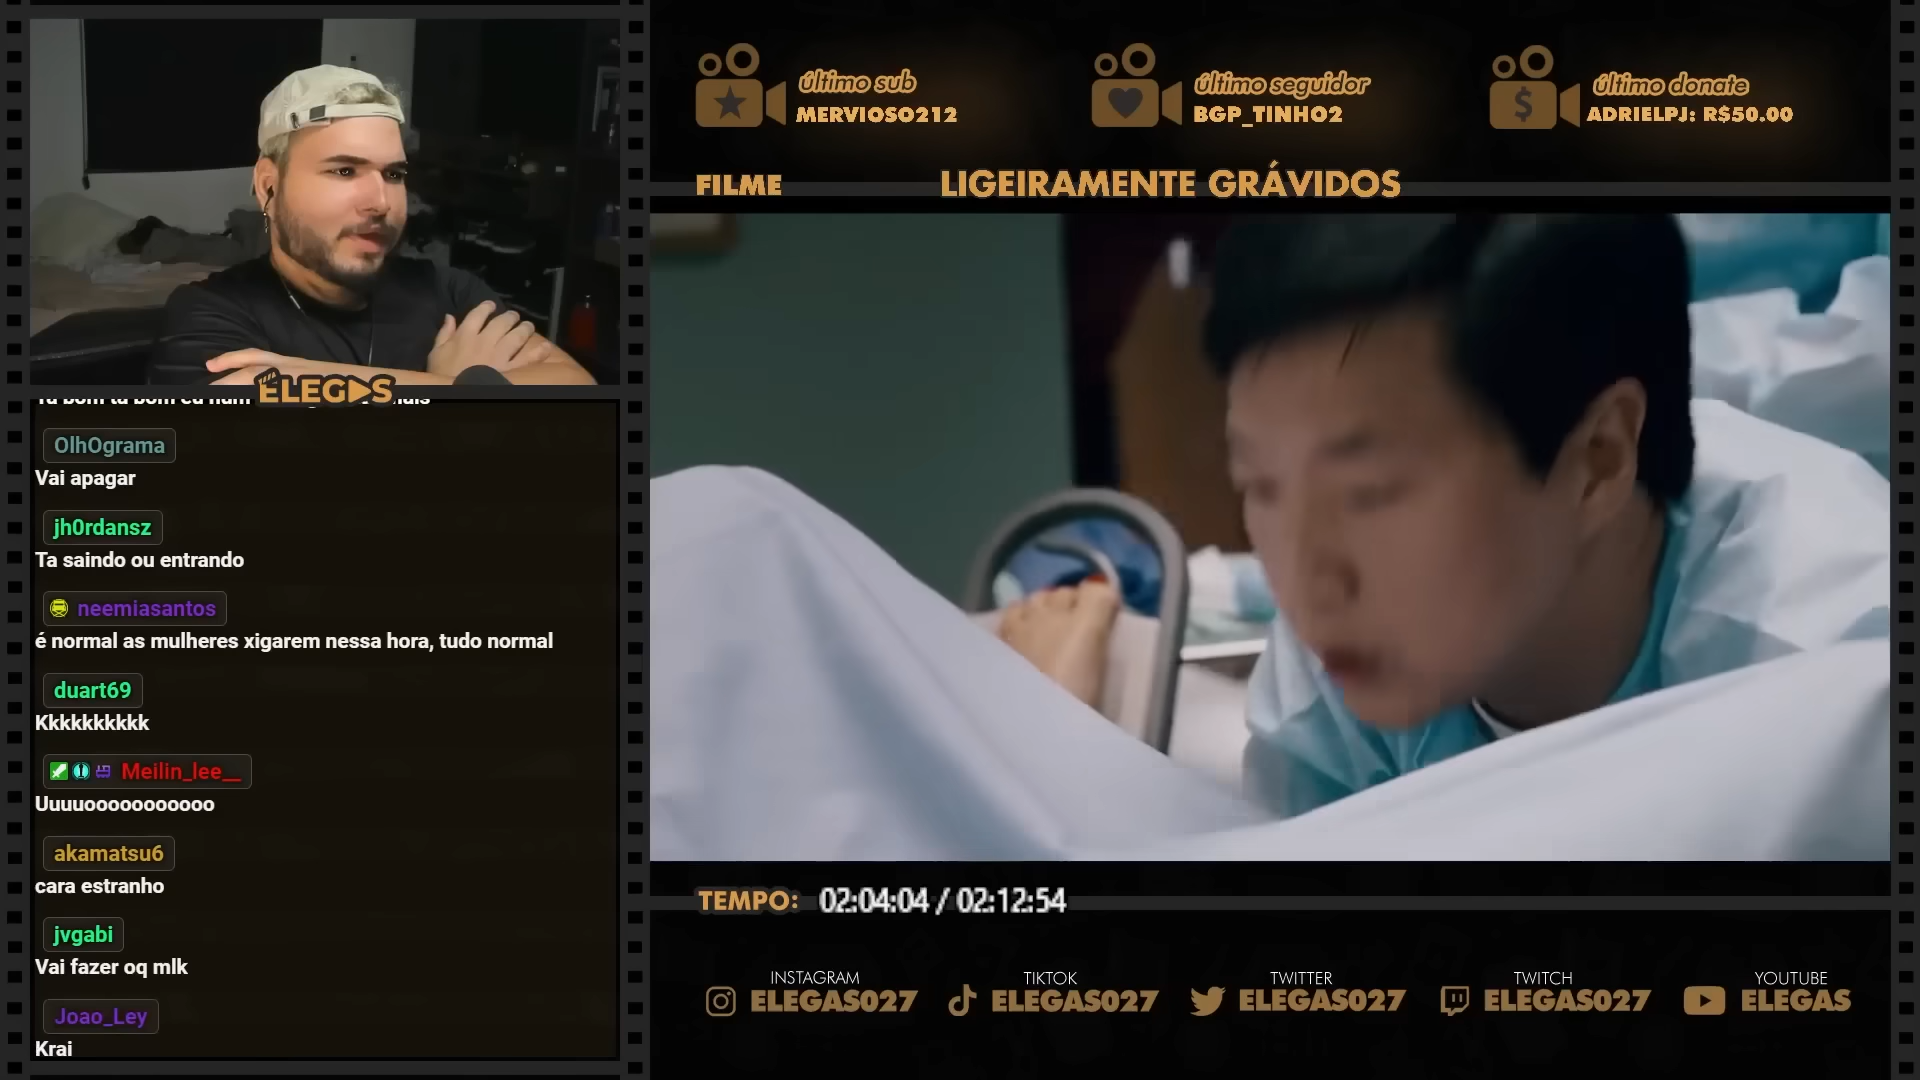 último sub
MERVIOSO212
último seguidor
BGP_TINHO2
último donate
ADRIELPJ: R$50.00
FILME
LIGEIRAMENTE GRÁVIDOS
ELEGAS
OlhOgrama
Vai apagar
jh0rdansz
Ta saindo ou entrando
neemiasantos
é normal as mulheres xigarem nessa hora, tudo normal
duart69
Kkkkkkkkkk
Meilin_lee__
Uuuuooooooooooo
akamatsu6
cara estranho
jvgabi
Vai fazer oq mlk
Joao_Ley
Krai
TEMPO: 02:04:04 / 02:12:54
INSTAGRAM
ELEGAS027
TIKTOK
ELEGAS027
TWITTER
ELEGAS027
TWITCH
ELEGAS027
YOUTUBE
ELEGAS